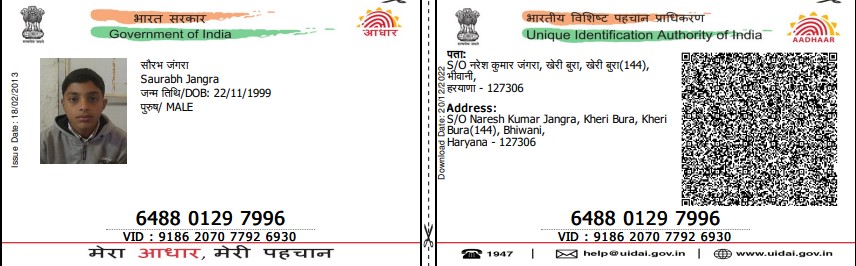 भारत सरकार
Government of India
आधार
Issue Date: 18/02/2013
सौरभ जंगरा
Saurabh Jangra
जन्म तिथि/DOB: 22/11/1999
पुरुष/ MALE
6488 0129 7996
VID : 9186 2070 7792 6930
मेरा आधार, मेरी पहचान
भारतीय विशिष्ट पहचान प्राधिकरण
Unique Identification Authority of India
AADHAAR
Download Date: 20/12/2022
पता:
S/O नरेश कुमार जंगरा, खेरी बुरा, खेरी बुरा(144),
भीवानी,
हरयाणा - 127306
Address:
S/O Naresh Kumar Jangra, Kheri Bura, Kheri
Bura(144), Bhiwani,
Haryana - 127306
6488 0129 7996
VID : 9186 2070 7792 6930
1947 | help@uidai.gov.in | www.uidai.gov.in